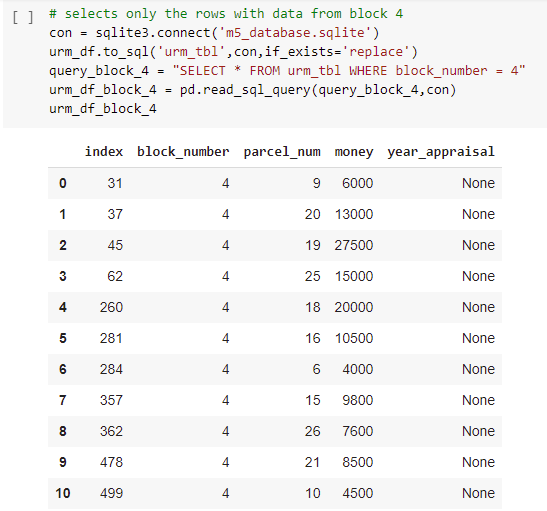 [ ] # selects only the rows with data from block 4
con = sqlite3.connect('m5_database.sqlite')
urm_df.to_sql('urm_tbl',con,if_exists='replace')
query_block_4 = "SELECT * FROM urm_tbl WHERE block_number = 4"
urm_df_block_4 = pd.read_sql_query(query_block_4,con)
urm_df_block_4
index block_number parcel_num money year_appraisal
0 31 4 9 6000 None
1 37 4 20 13000 None
2 45 4 19 27500 None
3 62 4 25 15000 None
4 260 4 18 20000 None
5 281 4 16 10500 None
6 284 4 6 4000 None
7 357 4 15 9800 None
8 362 4 26 7600 None
9 478 4 21 8500 None
10 499 4 10 4500 None